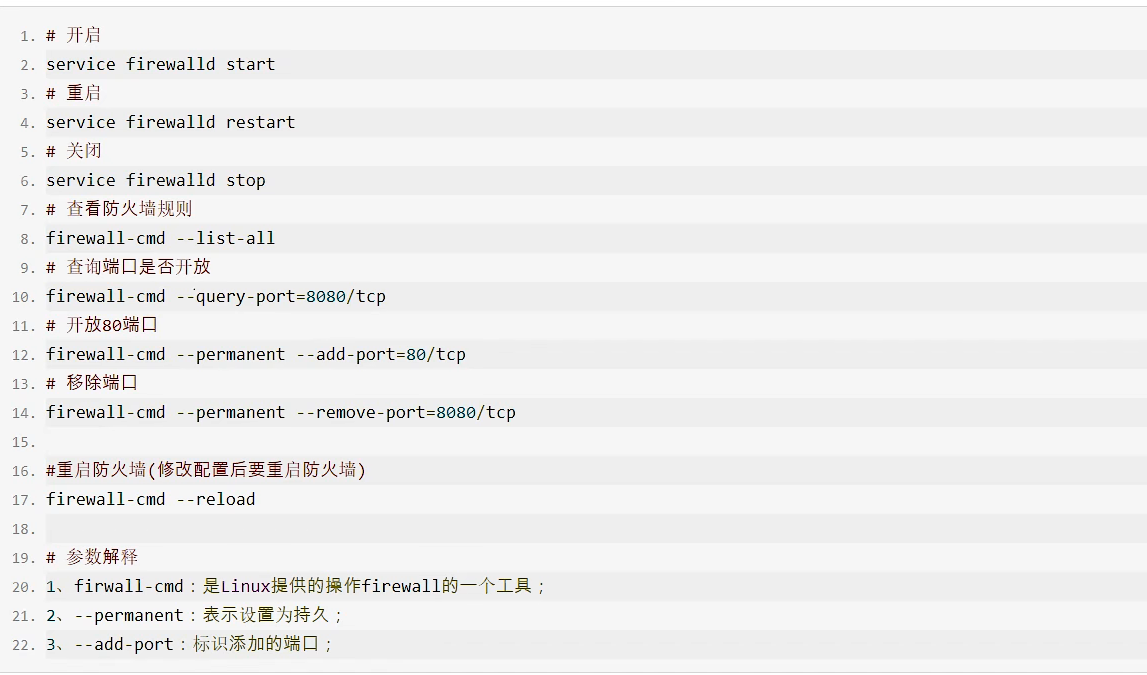 1. # 开启
2. service firewalld start
3. # 重启
4. service firewalld restart
5. # 关闭
6. service firewalld stop
7. # 查看防火墙规则
8. firewall-cmd --list-all
9. # 查询端口是否开放
10. firewall-cmd --query-port=8080/tcp
11. # 开放80端口
12. firewall-cmd --permanent --add-port=80/tcp
13. # 移除端口
14. firewall-cmd --permanent --remove-port=8080/tcp
15.
16. #重启防火墙(修改配置后要重启防火墙)
17. firewall-cmd --reload
18.
19. # 参数解释
20. 1、firwall-cmd：是Linux提供的操作firewall的一个工具；
21. 2、--permanent：表示设置为持久；
22. 3、--add-port：标识添加的端口；